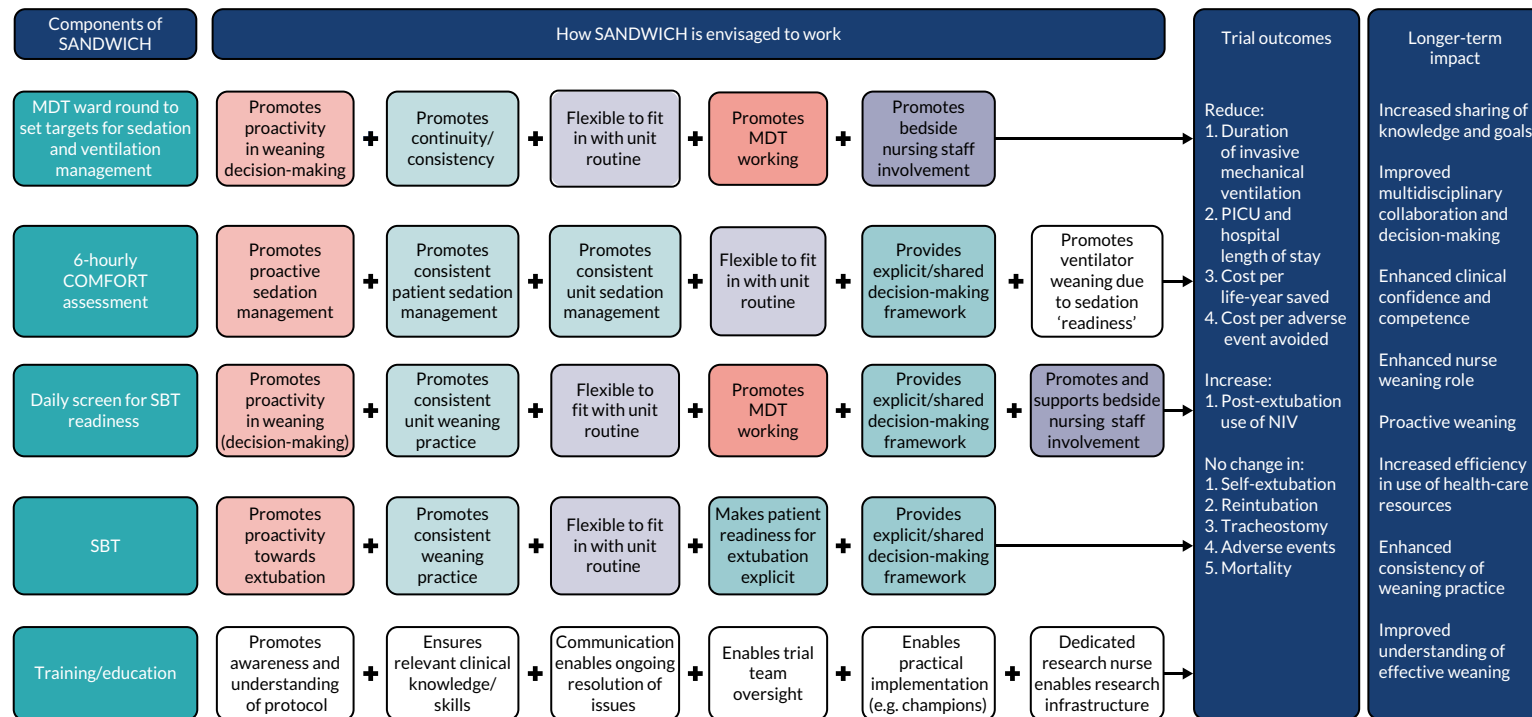 Components of
SANDWICH
How SANDWICH is envisaged to work
Trial outcomes
Longer-term
impact
MDT ward round to
set targets for sedation
and ventilation
management
Promotes
proactivity
in weaning
decision-making
+
Promotes
continuity/
consistency
+
Flexible to fit
in with unit
routine
+
Promotes
MDT
working
+
Promotes
bedside
nursing staff
involvement
6-hourly
COMFORT
assessment
Promotes
proactive
sedation
management
+
Promotes
consistent
patient sedation
management
+
Promotes
consistent
unit sedation
management
+
Flexible to fit
in with unit
routine
+
Provides
explicit/shared
decision-making
framework
+
Promotes
ventilator
weaning due
to sedation
‘readiness’
Daily screen for SBT
readiness
Promotes
proactivity
in weaning
(decision-making)
+
Promotes
consistent
unit weaning
practice
+
Flexible to
fit with unit
routine
+
Promotes
MDT
working
+
Provides
explicit/shared
decision-making
framework
+
Promotes and
supports bedside
nursing staff
involvement
SBT
Promotes
proactivity
towards
extubation
+
Promotes
consistent
weaning
practice
+
Flexible to fit
in with unit
routine
+
Makes patient
readiness for
extubation
explicit
+
Provides
explicit/shared
decision-making
framework
Training/education
Promotes
awareness and
understanding
of protocol
+
Ensures
relevant clinical
knowledge/
skills
+
Communication
enables ongoing
resolution of
issues
+
Enables trial
team
oversight
+
Enables
practical
implementation
(e.g. champions)
+
Dedicated
research nurse
enables research
infrastructure
Reduce:
1. Duration
of invasive
mechanical
ventilation
2. PICU and
hospital
length of stay
3. Cost per
life-year saved
4. Cost per adverse
event avoided
Increase:
1. Post-extubation
use of NIV
No change in:
1. Self-extubation
2. Reintubation
3. Tracheostomy
4. Adverse events
5. Mortality
Increased sharing of
knowledge and goals
Improved
multidisciplinary
collaboration and
decision-making
Enhanced clinical
confidence and
competence
Enhanced nurse
weaning role
Proactive weaning
Increased efficiency
in use of health-care
resources
Enhanced
consistency of
weaning practice
Improved
understanding of
effective weaning